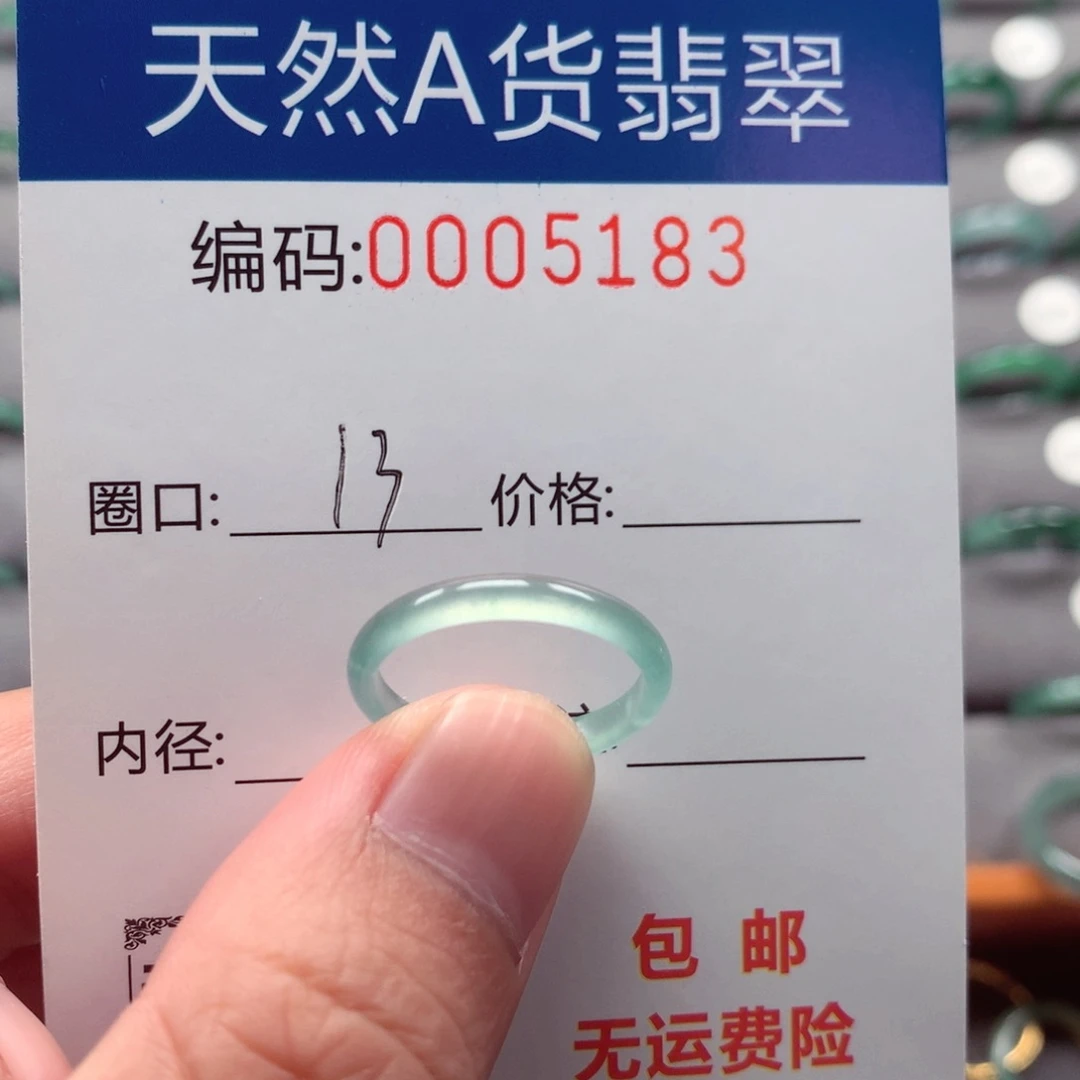 天然A货翡翠
编码:0005183
圈口: 13 价格:
内径:
包邮
无运费险